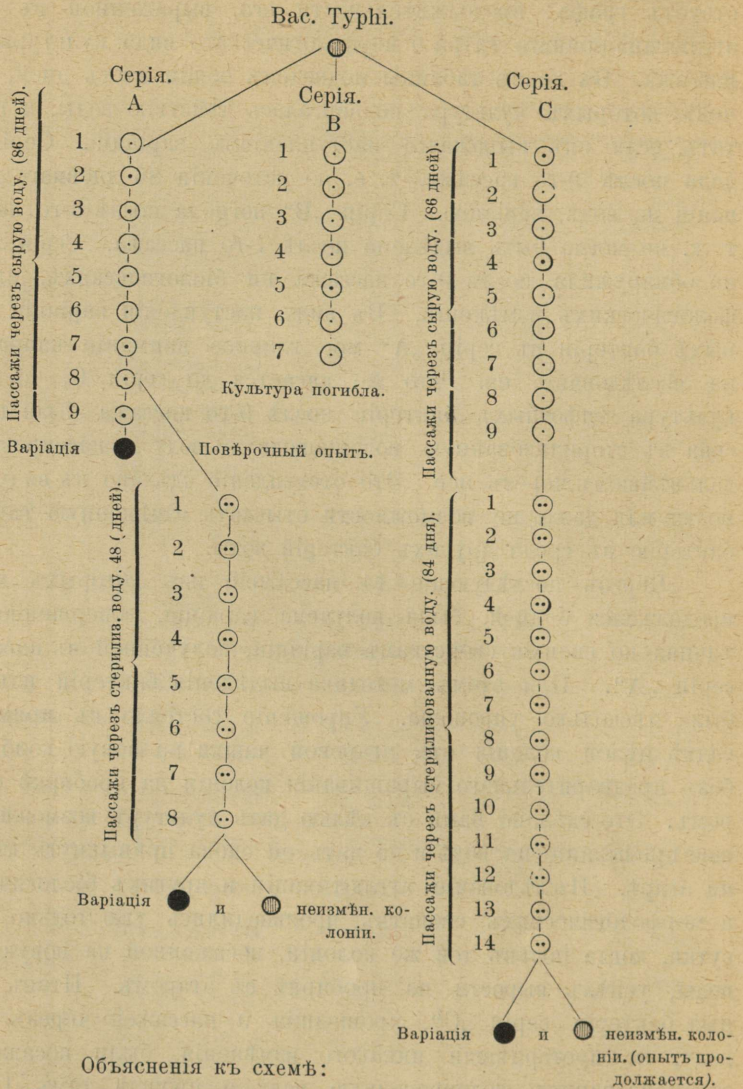 Bac. Typhi.
Серія.
A
Пассажи черезъ сырую воду. (86 дней).
1
2
3
4
5
6
7
8
9
Варіація
Серія.
B
1
2
3
4
5
6
7
Культура погибла.
Серія.
C
Пассажи черезъ сырую воду. (86 дней).
1
2
3
4
5
6
7
8
9
Повѣрочный опытъ.
Пассажи через стерилиз. воду. 48 ( дней).
1
2
3
4
5
6
7
8
Варіація и неизмѣн. ко-
лоніи.
Пассажи через стерилизованную воду. (84 дня).
1
2
3
4
5
6
7
8
9
10
11
12
13
14
Варіація и неизмѣн. коло-
ніи. (опытъ про-
должается).
Объясненія къ схемѣ: